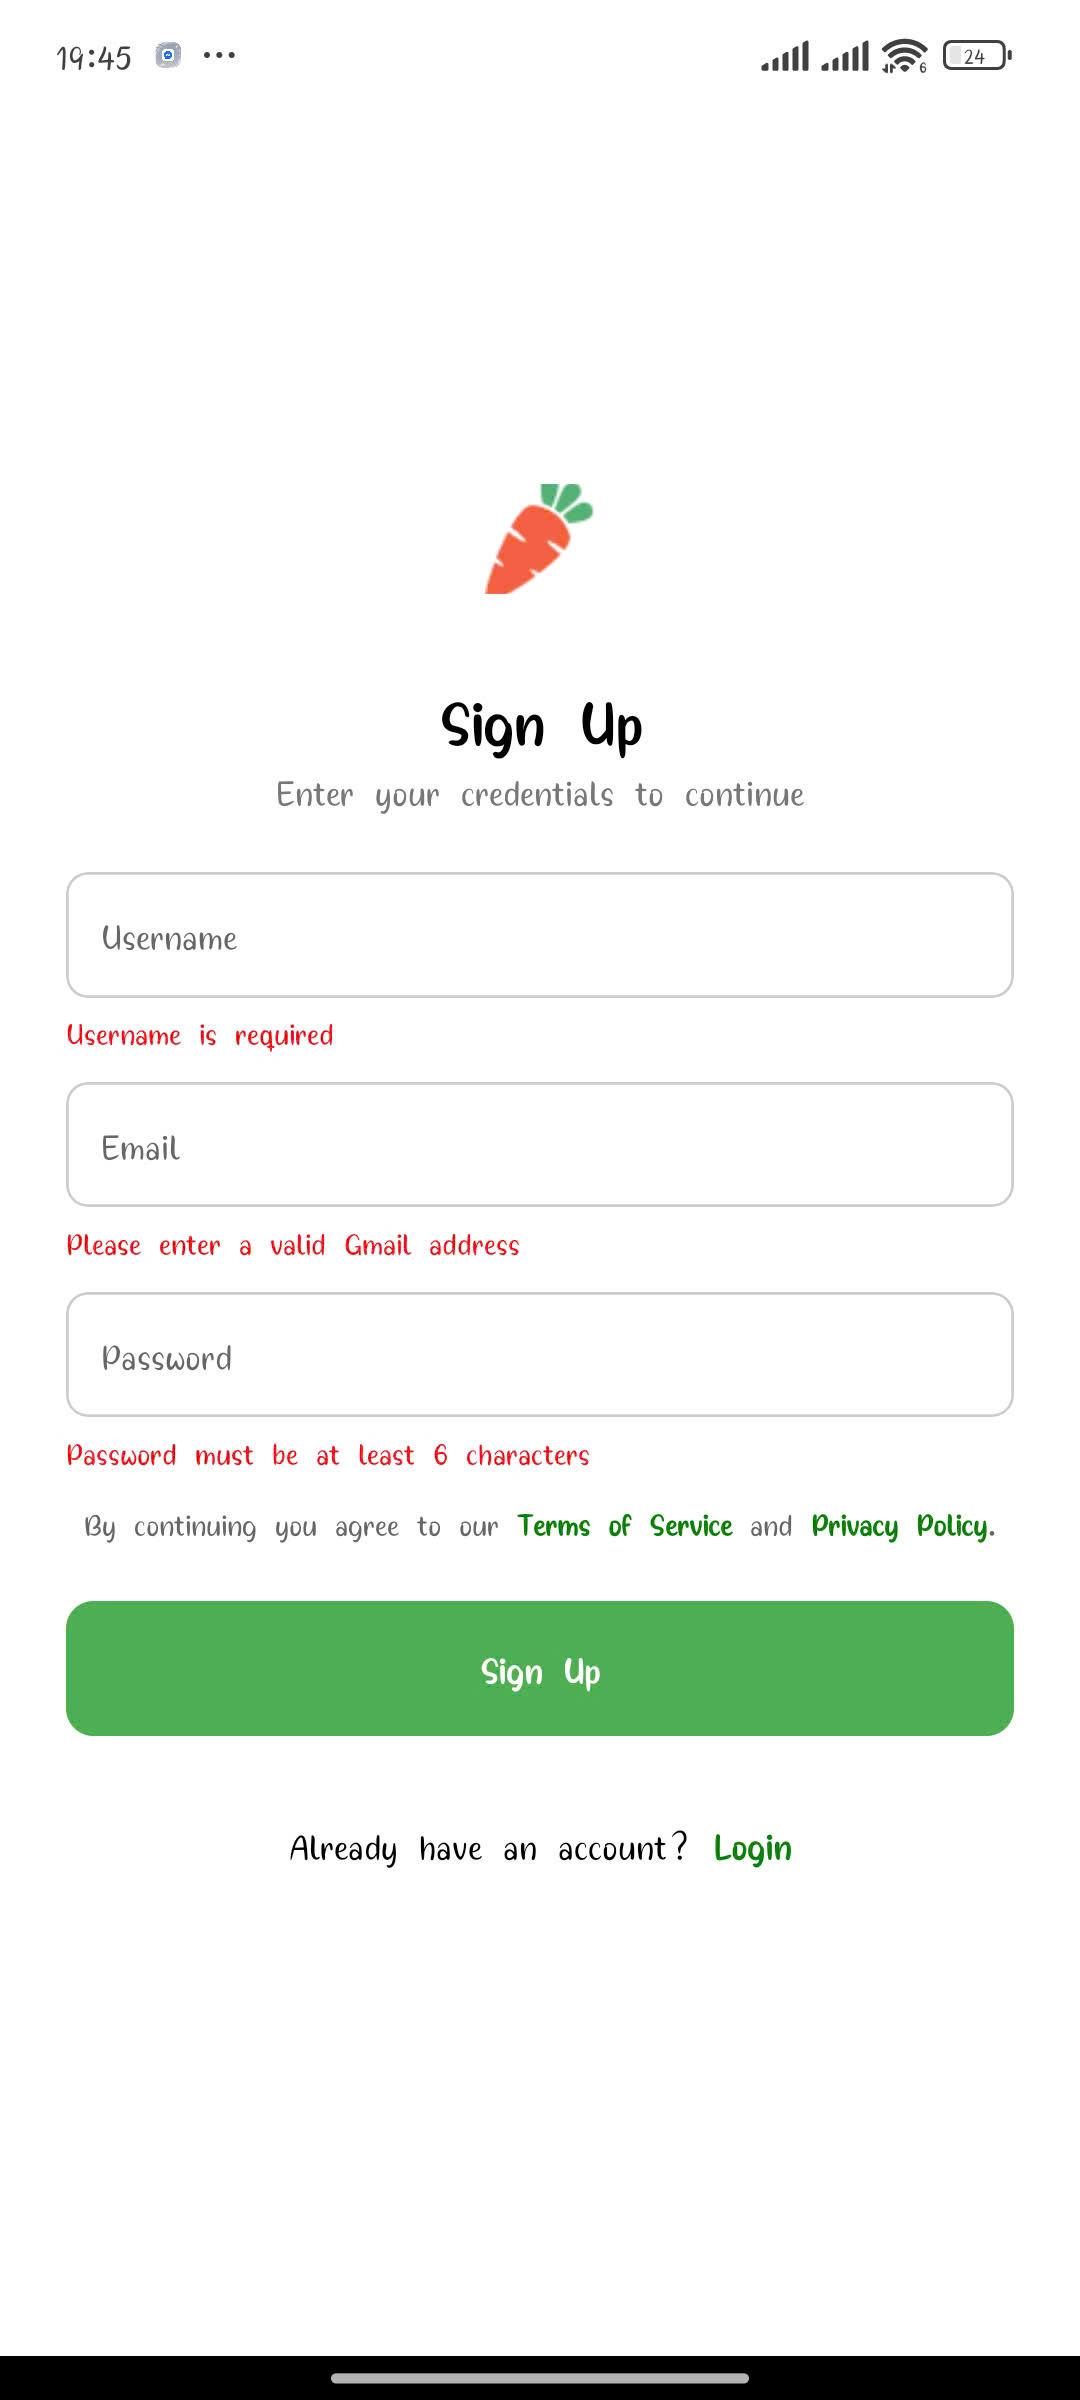 19:45
6
24
Sign Up
Enter your credentials to continue
Username
Username is required
Email
Please enter a valid Gmail address
Password
Password must be at least 6 characters
By continuing you agree to our Terms of Service and Privacy Policy.
Sign Up
Already have an account? Login